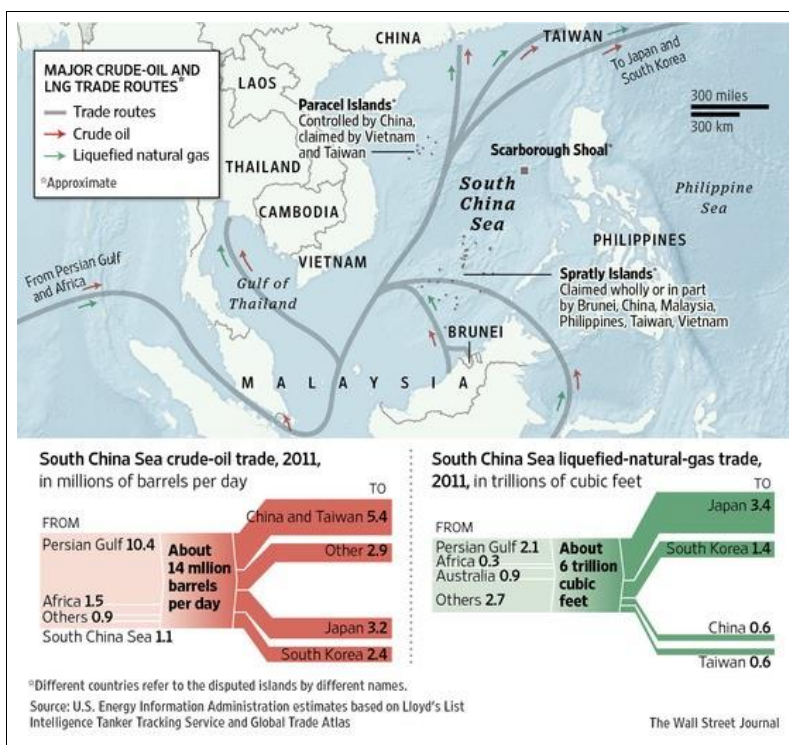 MAJOR CRUDE-OIL AND
LNG TRADE ROUTES*
Trade routes
Crude oil
Liquefied natural gas
*Approximate
CHINA
TAIWAN
To Japan and
South Korea
LAOS
Paracel Islands*
Controlled by China,
claimed by Vietnam
and Taiwan
300 miles
300 km
THAILAND
Scarborough Shoal*
South
China
Sea
Philippine
Sea
CAMBODIA
PHILIPPINES
VIETNAM
From Persian Gulf
and Africa
Gulf of
Thailand
Spratly Islands*
Claimed wholly or in part
by Brunei, China, Malaysia,
Philippines, Taiwan, Vietnam
BRUNEI
MALAYSIA
South China Sea crude-oil trade, 2011,
in millions of barrels per day
TO
FROM
China and Taiwan 5.4
Persian Gulf 10.4
About
14 mllion
barrels
per day
Other 2.9
Africa 1.5
Others 0.9
South China Sea 1.1
Japan 3.2
South Korea 2.4
South China Sea liquefied-natural-gas trade,
2011, in trillions of cubic feet
TO
Japan 3.4
FROM
Persian Gulf 2.1
Africa 0.3
Australia 0.9
Others 2.7
About
6 trillion
cubic
feet
South Korea 1.4
China 0.6
Taiwan 0.6
*Different countries refer to the disputed islands by different names.
Source: U.S. Energy Information Administration estimates based on Lloyd's List
Intelligence Tanker Tracking Service and Global Trade Atlas
The Wall Street Journal